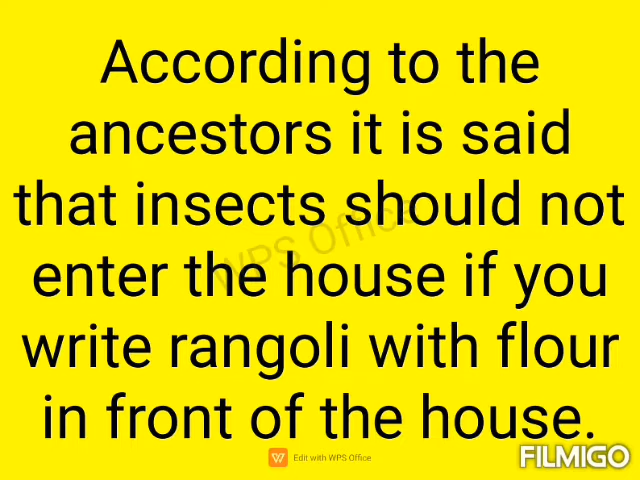 According to the
ancestors it is said
that insects should not
enter the house if you
write rangoli with flour
in front of the house.
WPS Office
Edit with WPS Office
FILMIGO